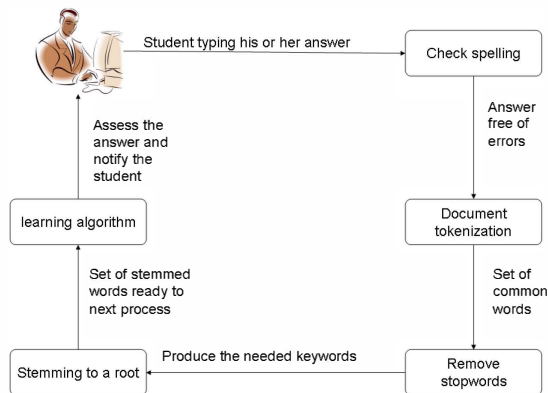 Student typing his or her answer
Check spelling
Answer
free of
errors
Document
tokenization
Set of
common
words
Remove
stopwords
Produce the needed keywords
Stemming to a root
Set of stemmed
words ready to
next process
learning algorithm
Assess the
answer and
notify the
student